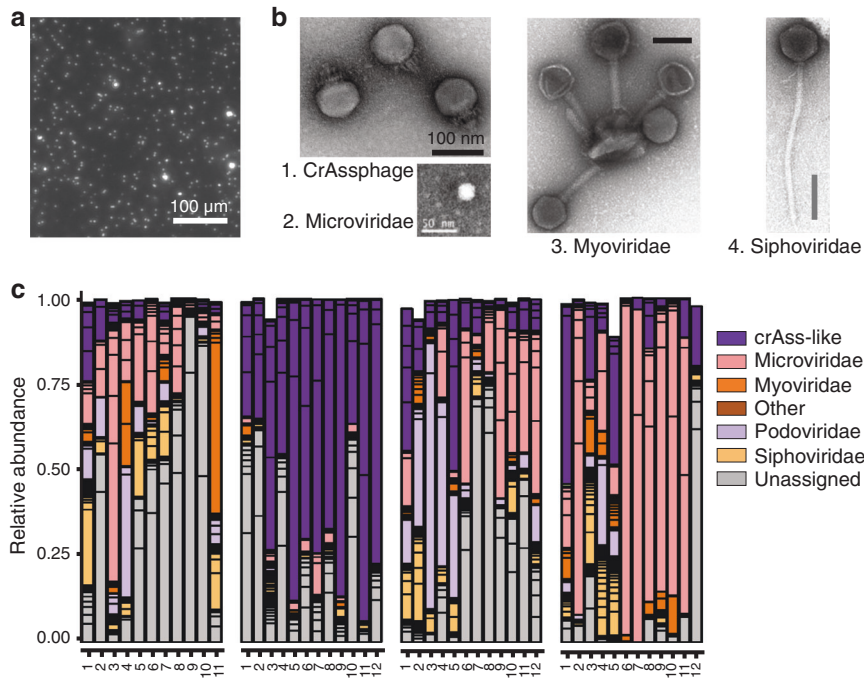 a
100 µm
b
100 nm
1. CrAssphage
2. Microviridae
50 nm
3. Myoviridae
4. Siphoviridae
c
Relative abundance
1.00
0.75
0.50
0.25
0.00
1 2 3 4 5 6 7 8 9 10 11
1 2 3 4 5 6 7 8 9 10 11 12
1 2 3 4 5 6 7 8 9 10 11 12
1 2 3 4 5 6 7 8 9 10 11 12
crAss-like
Microviridae
Myoviridae
Other
Podoviridae
Siphoviridae
Unassigned